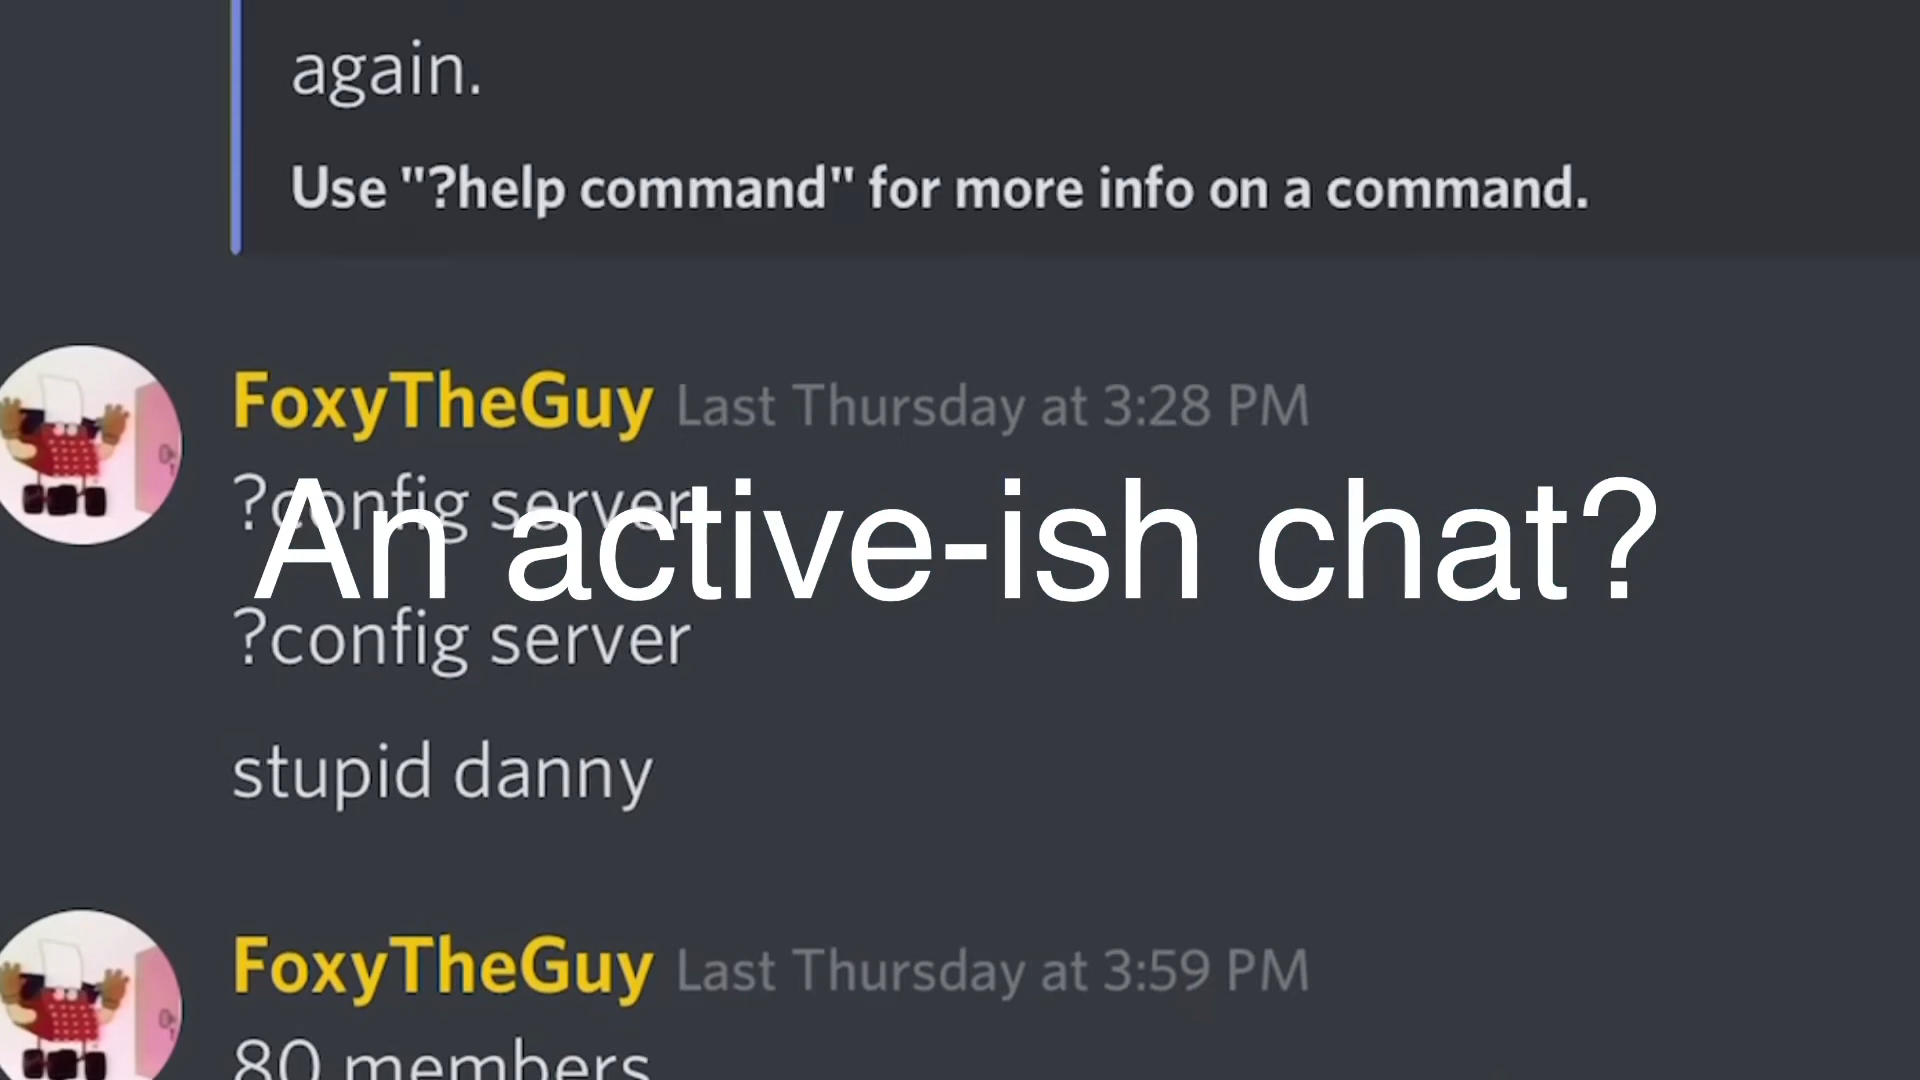 again.
Use "?help command" for more info on a command.
FoxyTheGuy Last Thursday at 3:28 PM
?config server
An active-ish chat?
?config server
stupid danny
FoxyTheGuy Last Thursday at 3:59 PM
80 members